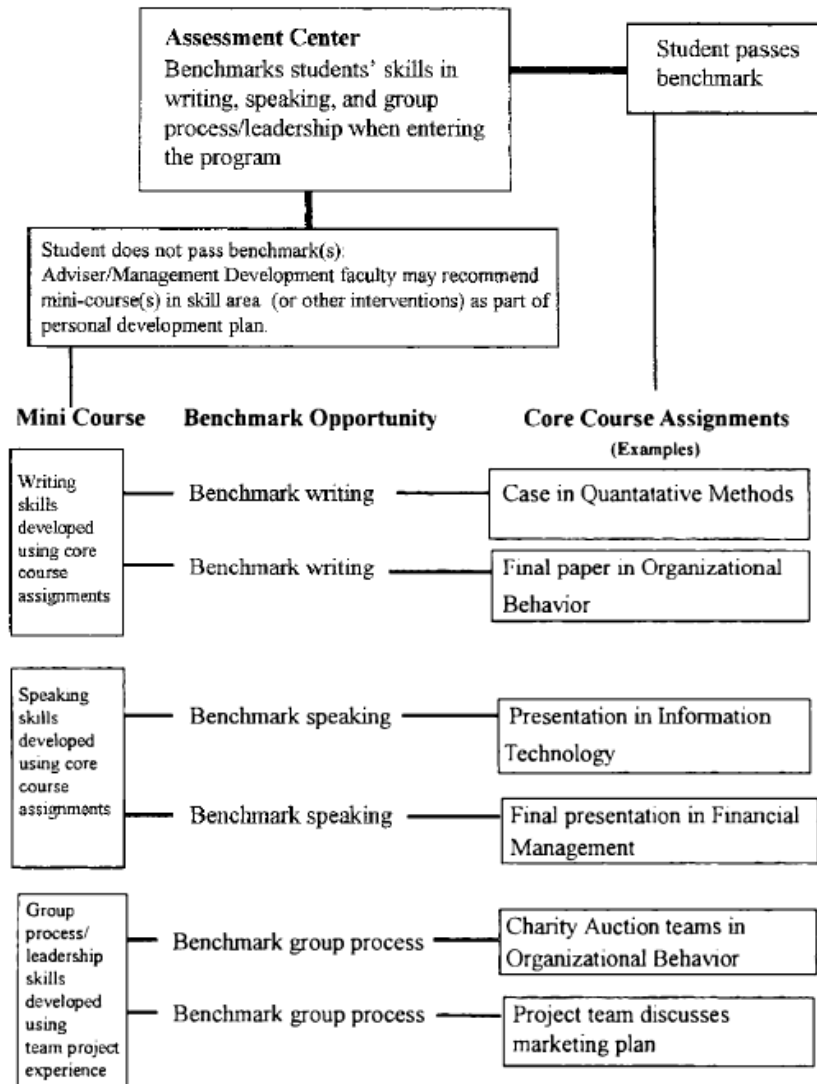 Assessment Center
Benchmarks students' skills in
writing, speaking, and group
process/leadership when entering
the program
Student passes
benchmark
Student does not pass benchmark(s):
Adviser/Management Development faculty may recommend
mini-course(s) in skill area (or other interventions) as part of
personal development plan.
Mini Course
Benchmark Opportunity
Core Course Assignments
(Examples)
Writing
skills
developed
using core
course
assignments
Benchmark writing
Case in Quantatative Methods
Benchmark writing
Final paper in Organizational
Behavior
Speaking
skills
developed
using core
course
assignments
Benchmark speaking
Presentation in Information
Technology
Benchmark speaking
Final presentation in Financial
Management
Group
process/
leadership
skills
developed
using
team project
experience
Benchmark group process
Charity Auction teams in
Organizational Behavior
Benchmark group process
Project team discusses
marketing plan